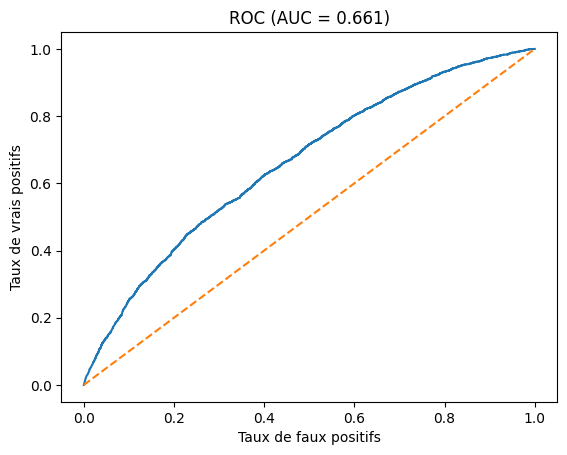 ROC (AUC = 0.661)
Taux de vrais positifs
1.0
0.8
0.6
0.4
0.2
0.0
0.0 0.2 0.4 0.6 0.8 1.0
Taux de faux positifs